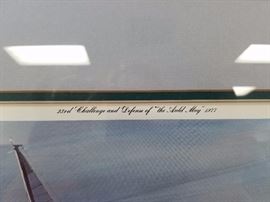 23rd Challenge and Defense of "the Auld Mug" 1977